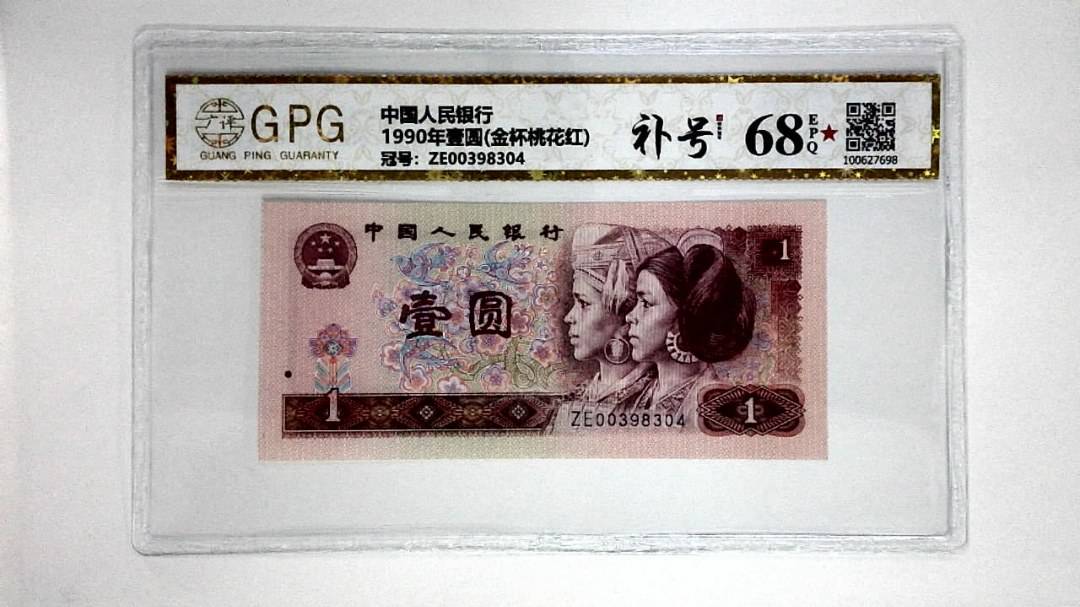 广评
GPG
GUANG PING GUARANTY
中国人民银行
1990年壹圆(金杯桃花红)
冠号：ZE00398304
补号
68
EPQ
100627698
中国人民银行
1
壹圆
1
ZE00398304
1